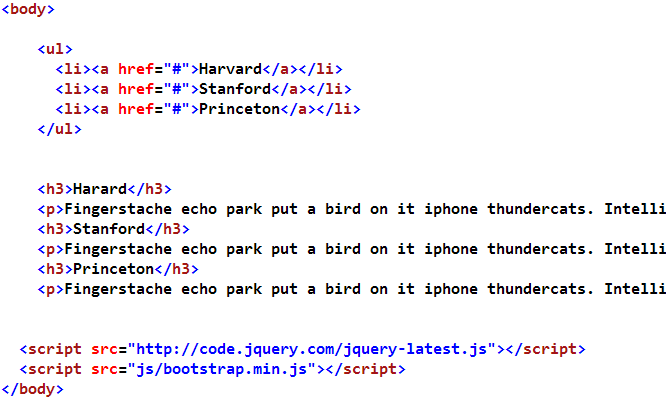 <body>
<ul>
<li><a href="#">Harvard</a></li>
<li><a href="#">Stanford</a></li>
<li><a href="#">Princeton</a></li>
</ul>
<h3>Harard</h3>
<p>Fingerstache echo park put a bird on it iphone thundercats. Intelli
<h3>Stanford</h3>
<p>Fingerstache echo park put a bird on it iphone thundercats. Intelli
<h3>Princeton</h3>
<p>Fingerstache echo park put a bird on it iphone thundercats. Intelli
<script src="http://code.jquery.com/jquery-latest.js"></script>
<script src="js/bootstrap.min.js"></script>
</body>